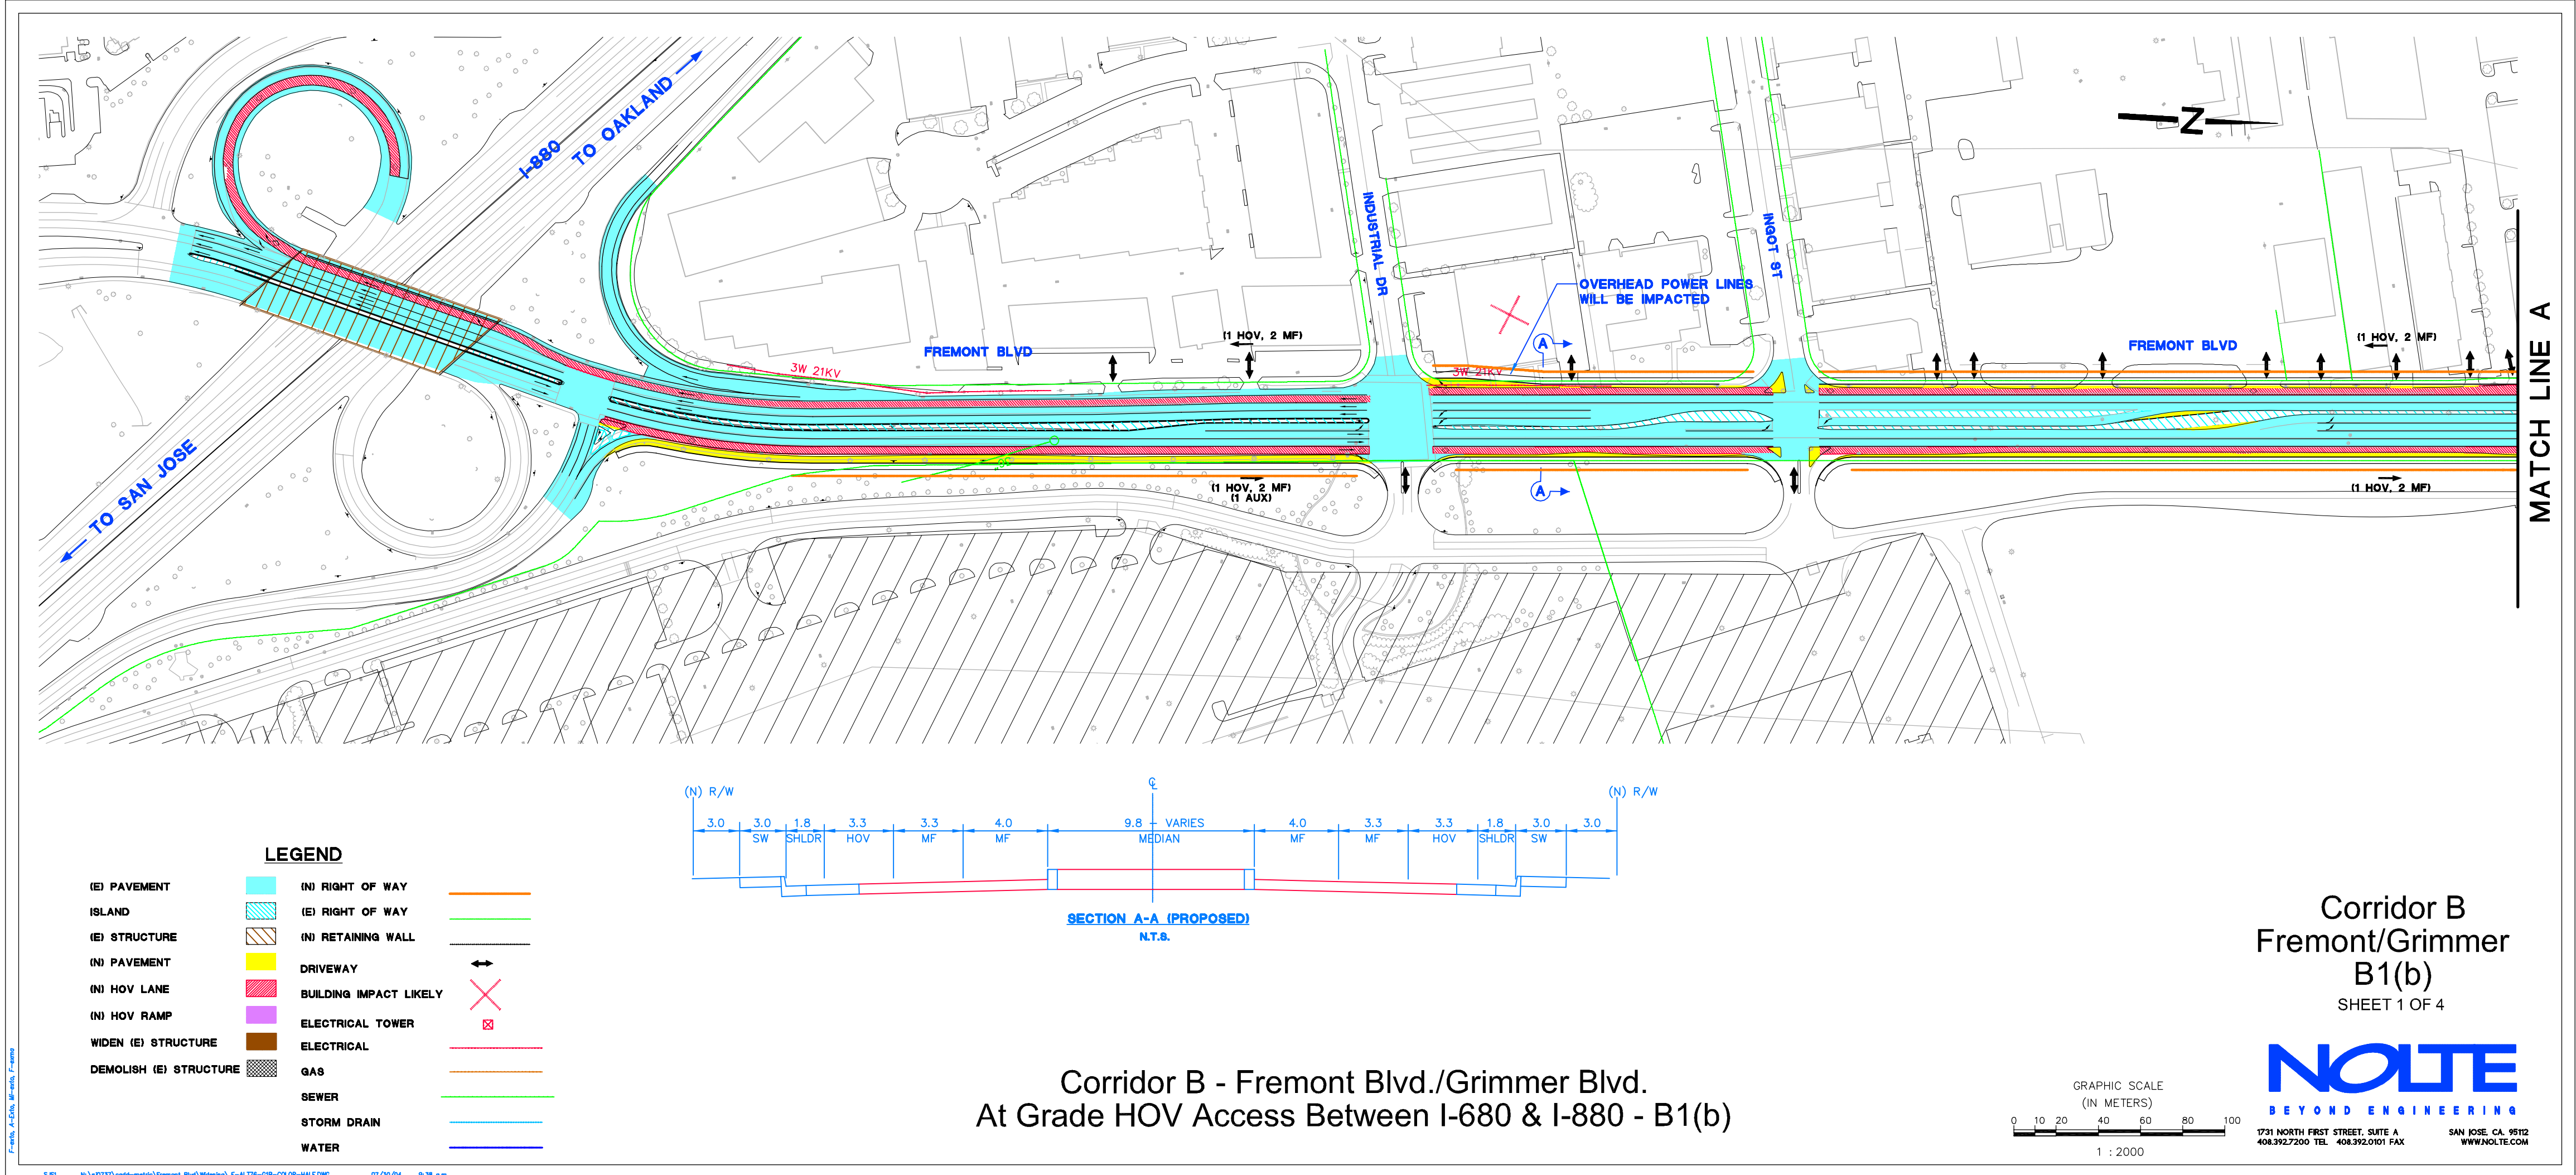 I-880
TO OAKLAND
TO SAN JOSE
Z
INDUSTRIAL DR
INGOT ST
OVERHEAD POWER LINES
WILL BE IMPACTED
FREMONT BLVD
3W 21KV
(1 HOV, 2 MF)
A
3W 21KV
FREMONT BLVD
(1 HOV, 2 MF)
MATCH LINE A
(1 HOV, 2 MF)
(1 AUX)
A
(1 HOV, 2 MF)
(N) R/W
(N) R/W
3.0 3.0 1.8 3.3 3.3 4.0 9.8 - VARIES 4.0 3.3 3.3 1.8 3.0 3.0
SW SHLDR HOV MF MF MEDIAN MF MF HOV SHLDR SW
SECTION A-A (PROPOSED)
N.T.S.
LEGEND
(E) PAVEMENT
ISLAND
(E) STRUCTURE
(N) PAVEMENT
(N) HOV LANE
(N) HOV RAMP
WIDEN (E) STRUCTURE
DEMOLISH (E) STRUCTURE
(N) RIGHT OF WAY
(E) RIGHT OF WAY
(N) RETAINING WALL
DRIVEWAY
BUILDING IMPACT LIKELY
ELECTRICAL TOWER
ELECTRICAL
GAS
SEWER
STORM DRAIN
WATER
Corridor B - Fremont Blvd./Grimmer Blvd.
At Grade HOV Access Between I-680 & I-880 - B1(b)
Corridor B
Fremont/Grimmer
B1(b)
SHEET 1 OF 4
GRAPHIC SCALE
(IN METERS)
0 10 20 40 60 80 100
1 : 2000
NOLTE
BEYOND ENGINEERING
1731 NORTH FIRST STREET, SUITE A SAN JOSE, CA. 95112
408.392.7200 TEL 408.392.0101 FAX WWW.NOLTE.COM